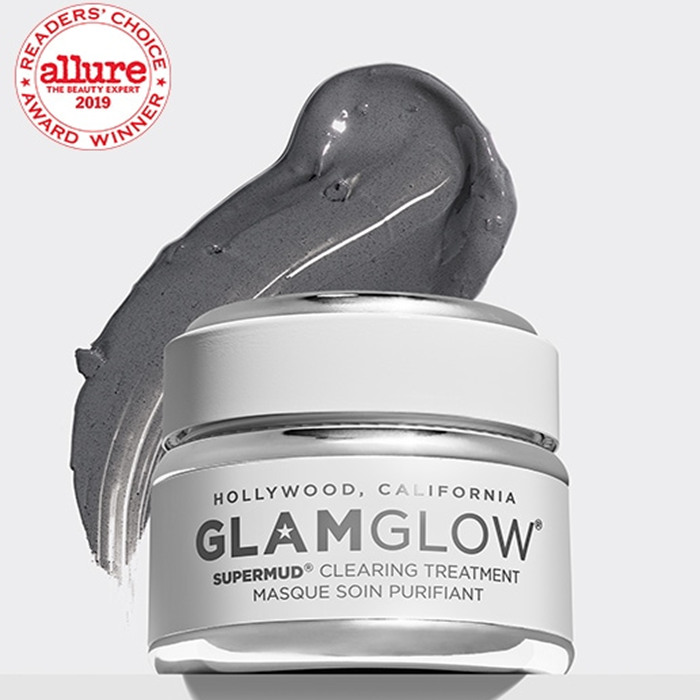 READERS' CHOICE
allure
THE BEAUTY EXPERT
2019
AWARD WINNER
HOLLYWOOD, CALIFORNIA
GLAMGLOW®
SUPERMUD® CLEARING TREATMENT
MASQUE SOIN PURIFIANT